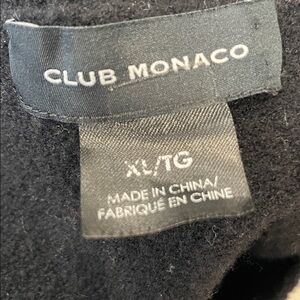 CLUB MONACO
XL/TG
MADE IN CHINA/
FABRIQUÉ EN CHINE